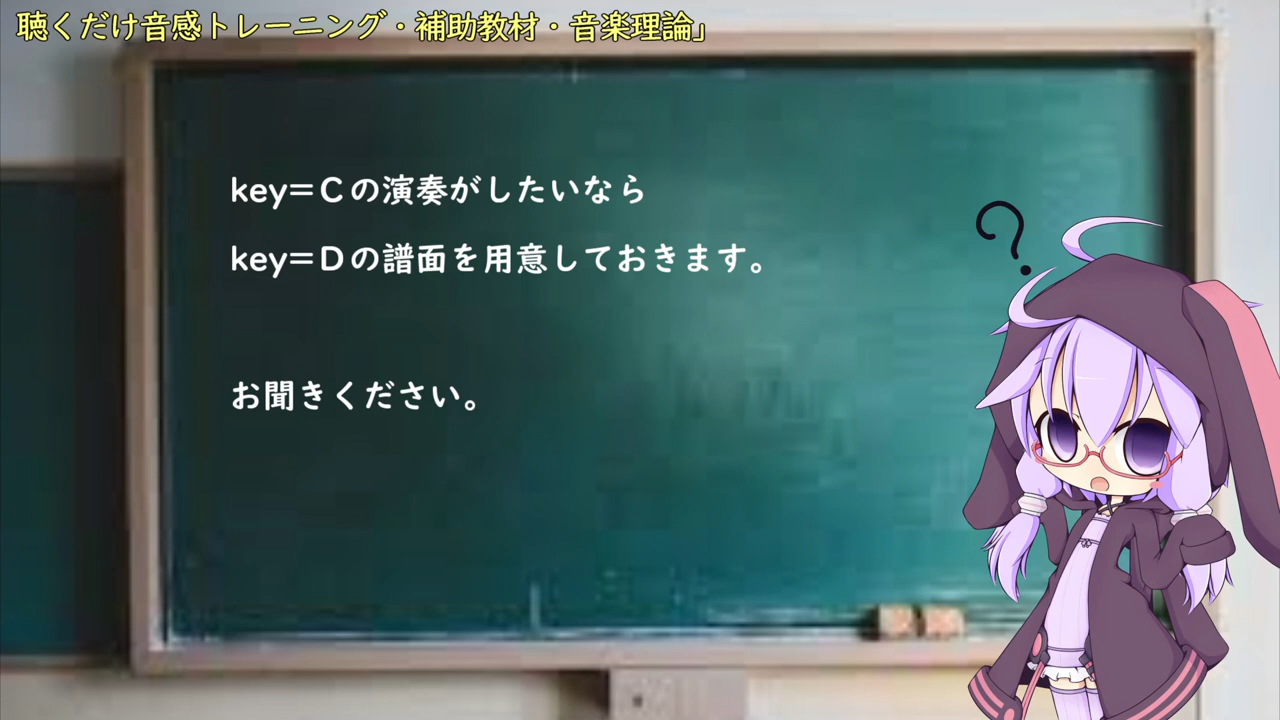 聴くだけ音感トレーニング・補助教材・音楽理論」
key＝Ｃの演奏がしたいなら
key＝Ｄの譜面を用意しておきます。
お聞きください。
?